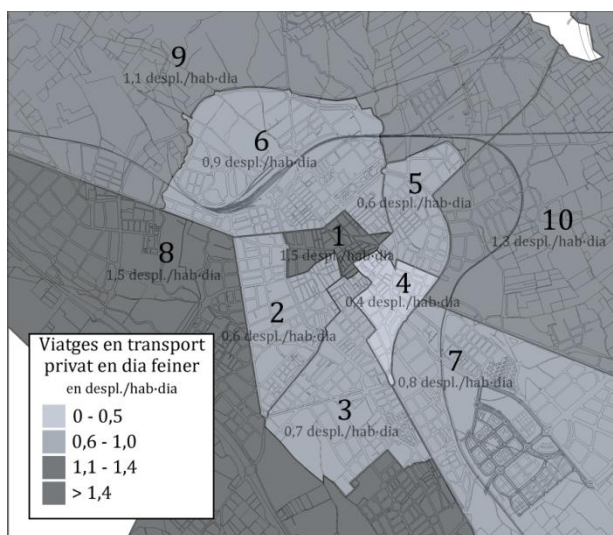 9
1,1 despl./hab·dia
6
0,9 despl./hab·dia
5
0,6 despl./hab·dia
10
1,3 despl./hab·dia
1
1,5 despl./hab·dia
8
1,5 despl./hab·dia
4
0,4 despl./hab·dia
2
0,6 despl./hab·dia
7
0,8 despl./hab·dia
3
0,7 despl./hab·dia
Viatges en transport
privat en dia feiner
en despl./hab·dia
0 - 0,5
0,6 - 1,0
1,1 - 1,4
> 1,4